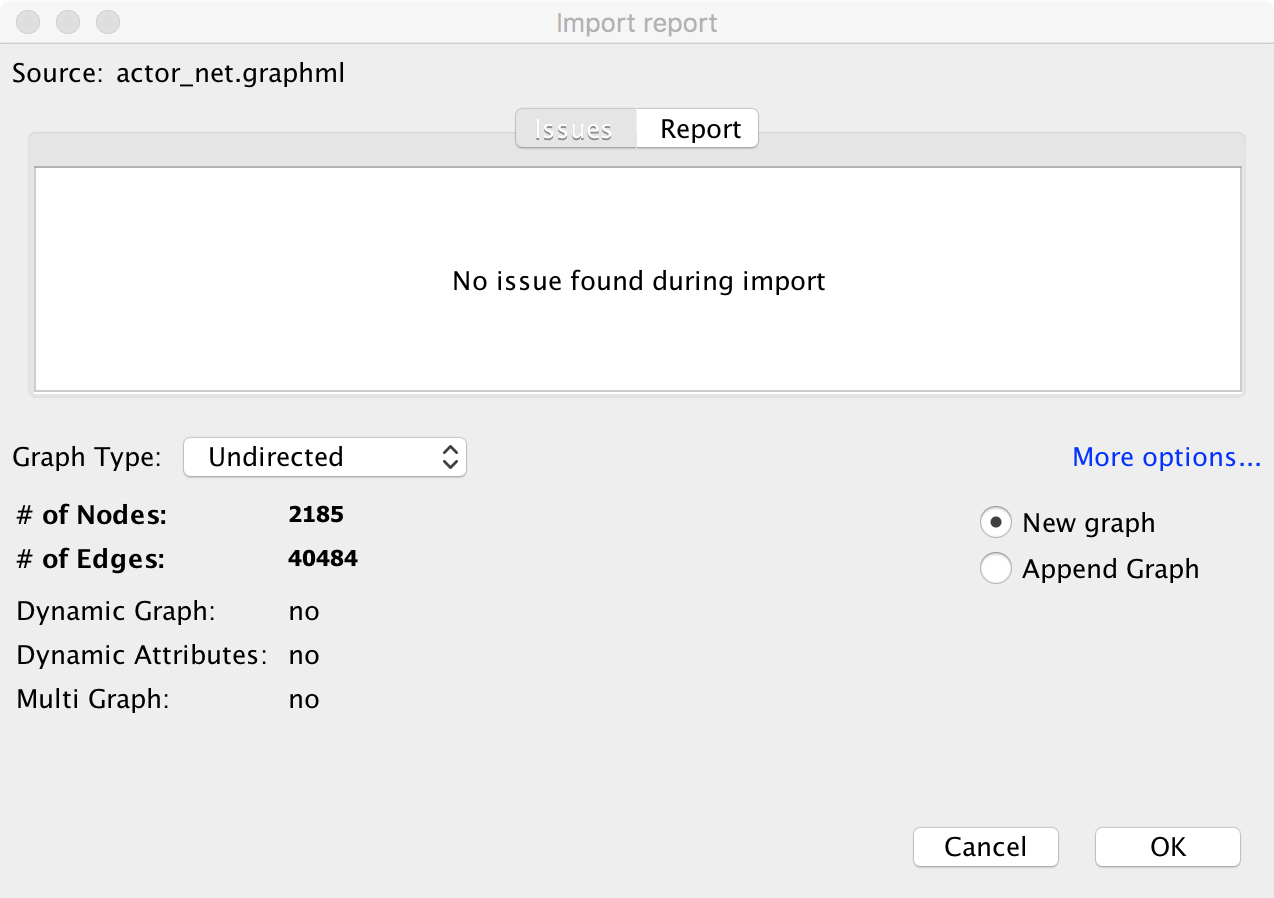 Import report
Source: actor_net.graphml
Issues Report
No issue found during import
Graph Type: Undirected More options...
# of Nodes: 2185
# of Edges: 40484
New graph
Append Graph
Dynamic Graph: no
Dynamic Attributes: no
Multi Graph: no
Cancel OK